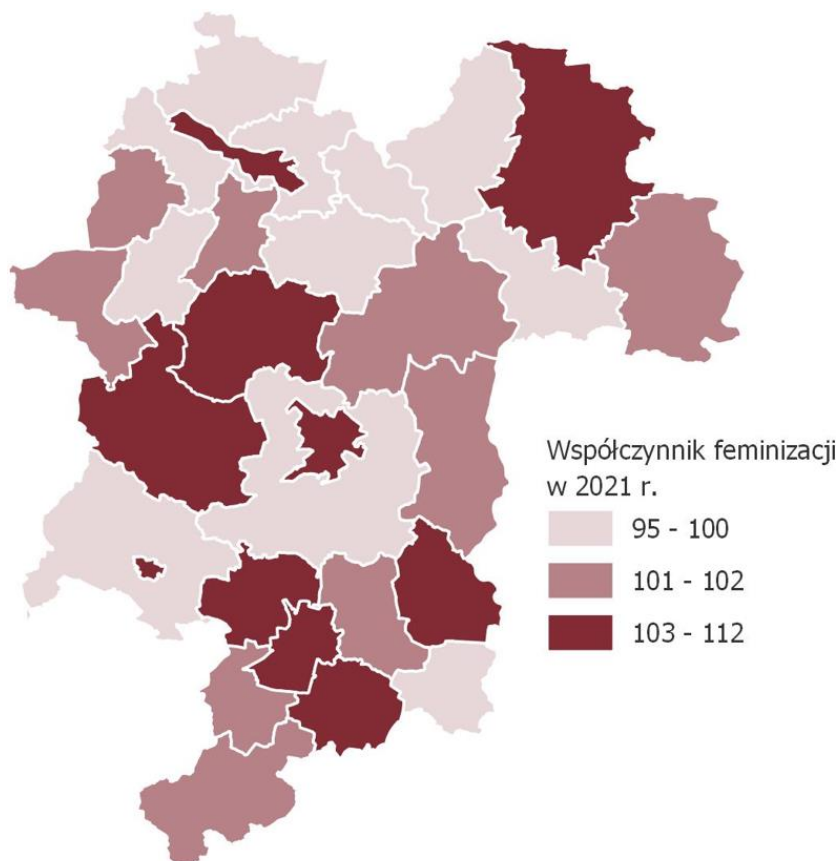 Współczynnik feminizacji
w 2021 r.
95 - 100
101 - 102
103 - 112